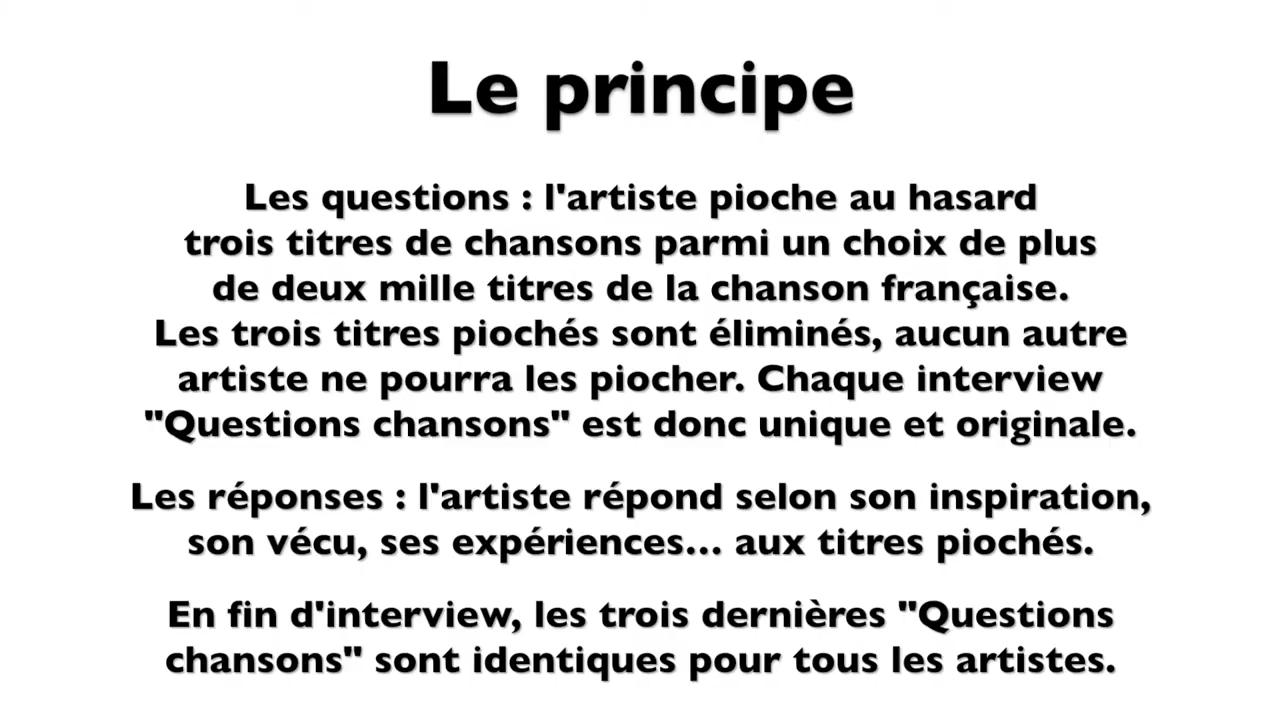 Le principe
Les questions : l'artiste pioche au hasard
trois titres de chansons parmi un choix de plus
de deux mille titres de la chanson française.
Les trois titres piochés sont éliminés, aucun autre
artiste ne pourra les piocher. Chaque interview
"Questions chansons" est donc unique et originale.
Les réponses : l'artiste répond selon son inspiration,
son vécu, ses expériences… aux titres piochés.
En fin d'interview, les trois dernières "Questions
chansons" sont identiques pour tous les artistes.